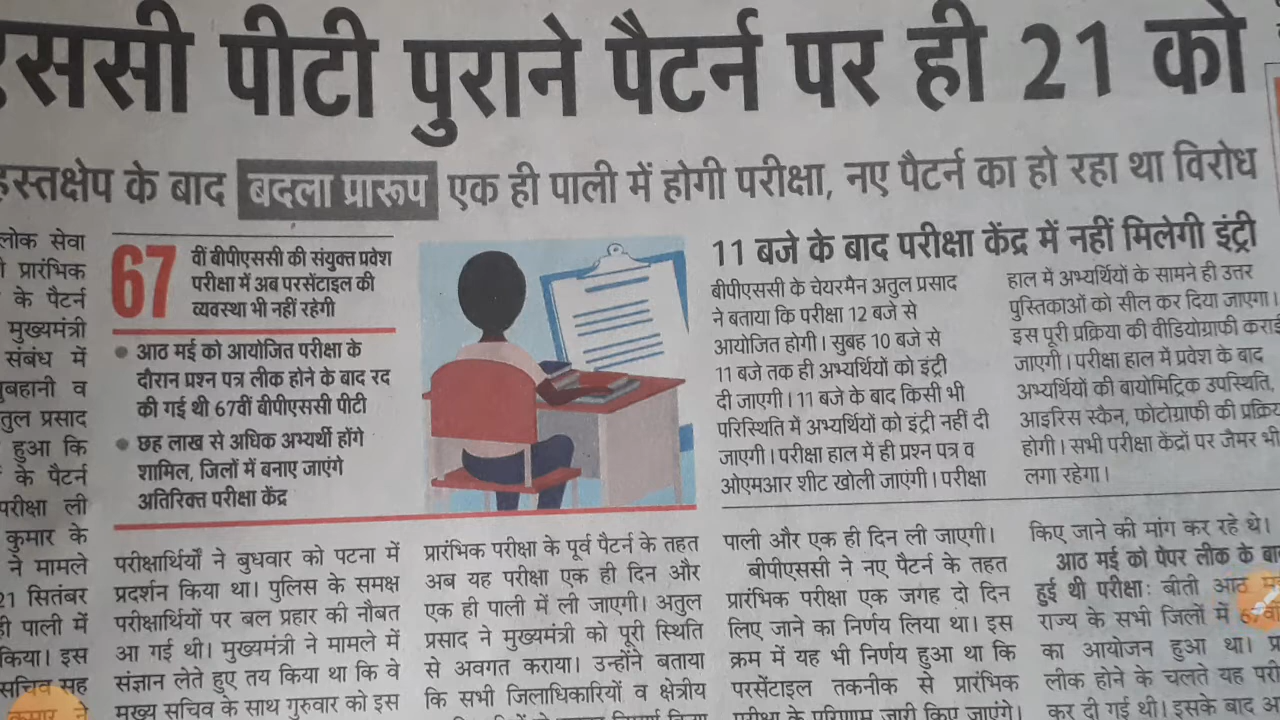 पीटी पुराने पैटर्न पर ही 21 को
के बाद बदला प्रारूप एक ही पाली में होगी परीक्षा, नए पैटर्न का हो रहा था विरोध
लोक सेवा
प्रारंभिक
के पैटर्न
मुख्यमंत्री
संबंध में
व
प्रसाद
हुआ कि
के पैटर्न
परीक्षा ली
कुमार के
ने मामले
21 सितंबर
पाली में
किया। इस
67
वीं बीपीएससी की संयुक्त प्रवेश
परीक्षा में अब परसेंटाइल की
व्यवस्था भी नहीं रहेगी
आठ मई को आयोजित परीक्षा के
दौरान प्रश्न पत्र लीक होने के बाद रद
की गई थी 67वीं बीपीएससी पीटी
छह लाख से अधिक अभ्यर्थी होंगे
शामिल, जिलों में बनाए जाएंगे
अतिरिक्त परीक्षा केंद्र
11 बजे के बाद परीक्षा केंद्र में नहीं मिलेगी इंट्री
बीपीएससी के चेयरमैन अतुल प्रसाद
ने बताया कि परीक्षा 12 बजे से
आयोजित होगी। सुबह 10 बजे से
11 बजे तक ही अभ्यर्थियों को इंट्री
दी जाएगी। 11 बजे के बाद किसी भी
परिस्थिति में अभ्यर्थियों को इंट्री नहीं दी
जाएगी। परीक्षा हाल में ही प्रश्न पत्र व
ओएमआर शीट खोली जाएंगी। परीक्षा
हाल में अभ्यर्थियों के सामने ही उत्तर
पुस्तिकाओं को सील कर दिया जाएगा।
इस पूरी प्रक्रिया की वीडियोग्राफी कराई
जाएगी। परीक्षा हाल में प्रवेश के बाद
अभ्यर्थियों की बायोमिट्रिक उपस्थिति,
आइरिस स्कैन, फोटोग्राफी की
होगी। सभी परीक्षा केंद्रों पर जैमर भी
लगा रहेगा।
परीक्षार्थियों ने बुधवार को पटना में
प्रदर्शन किया था। पुलिस के समक्ष
परीक्षार्थियों पर बल प्रहार की नौबत
आ गई थी। मुख्यमंत्री ने मामले में
संज्ञान लेते हुए तय किया था कि वे
मुख्य सचिव के साथ गुरुवार को इस
प्रारंभिक परीक्षा के पूर्व पैटर्न के तहत
अब यह परीक्षा एक ही दिन और
एक ही पाली में ली जाएगी। अतुल
प्रसाद ने मुख्यमंत्री को पूरी स्थिति
से अवगत कराया। उन्होंने बताया
कि सभी जिलाधिकारियों व क्षेत्रीय
पाली और एक ही दिन ली जाएगी।
बीपीएससी ने नए पैटर्न के तहत
प्रारंभिक परीक्षा एक जगह दो दिन
लिए जाने का निर्णय लिया था। इस
क्रम में यह भी निर्णय हुआ था कि
परसेंटाइल तकनीक से प्रारंभिक
परीक्षा के परिणाम जारी किए जाएंगे।
किए जाने की मांग कर रहे थे।
आठ मई को पेपर लीक के
हुई थी परीक्षा: बीती आठ
राज्य के सभी जिलों में
का आयोजन हुआ था।
लीक होने के चलते यह
कर दी गई थी। इसके बाद